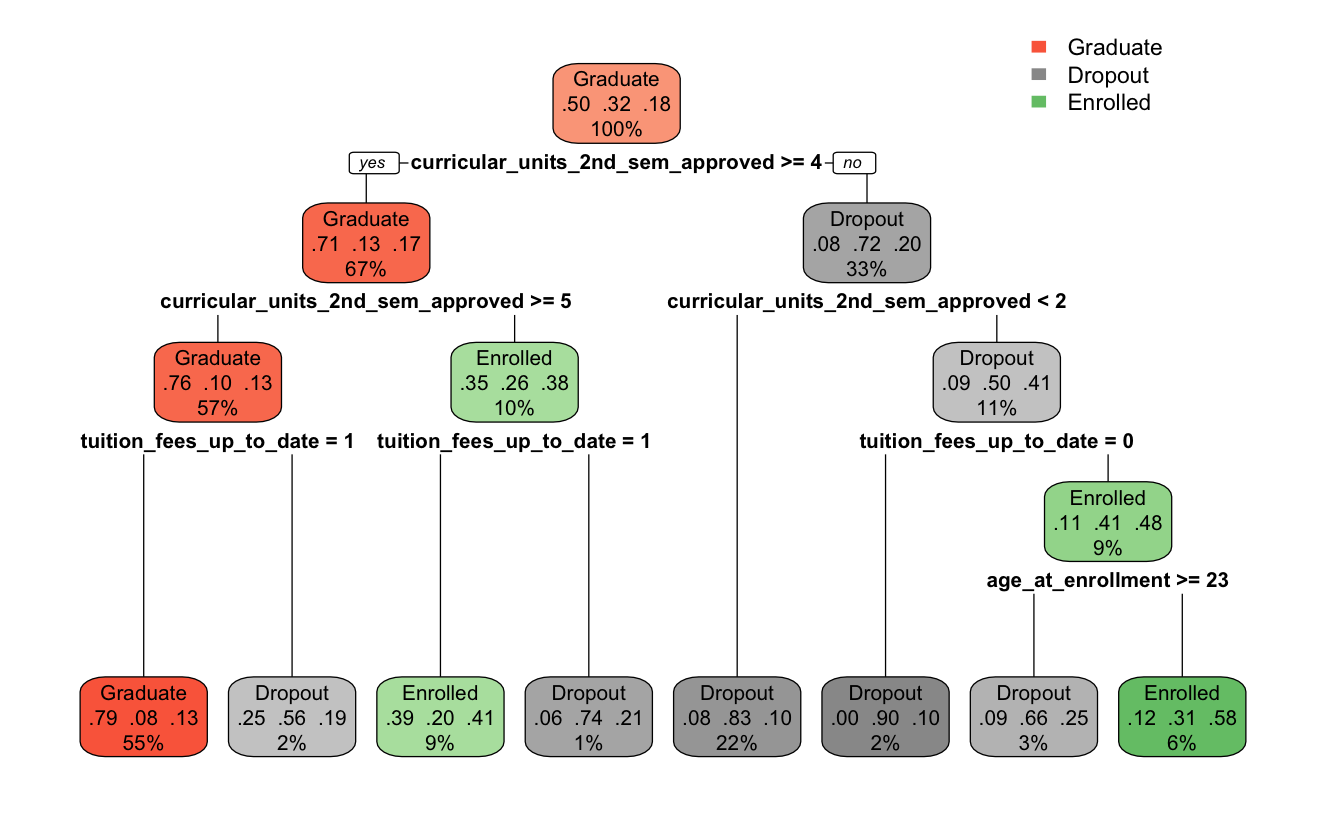 Graduate
Dropout
Enrolled
Graduate
.50 .32 .18
100%
yes curricular_units_2nd_sem_approved >= 4 no
Graduate
.71 .13 .17
67%
Dropout
.08 .72 .20
33%
curricular_units_2nd_sem_approved >= 5
curricular_units_2nd_sem_approved < 2
Graduate
.76 .10 .13
57%
Enrolled
.35 .26 .38
10%
Dropout
.09 .50 .41
11%
tuition_fees_up_to_date = 1
tuition_fees_up_to_date = 1
tuition_fees_up_to_date = 0
Enrolled
.11 .41 .48
9%
age_at_enrollment >= 23
Graduate
.79 .08 .13
55%
Dropout
.25 .56 .19
2%
Enrolled
.39 .20 .41
9%
Dropout
.06 .74 .21
1%
Dropout
.08 .83 .10
22%
Dropout
.00 .90 .10
2%
Dropout
.09 .66 .25
3%
Enrolled
.12 .31 .58
6%